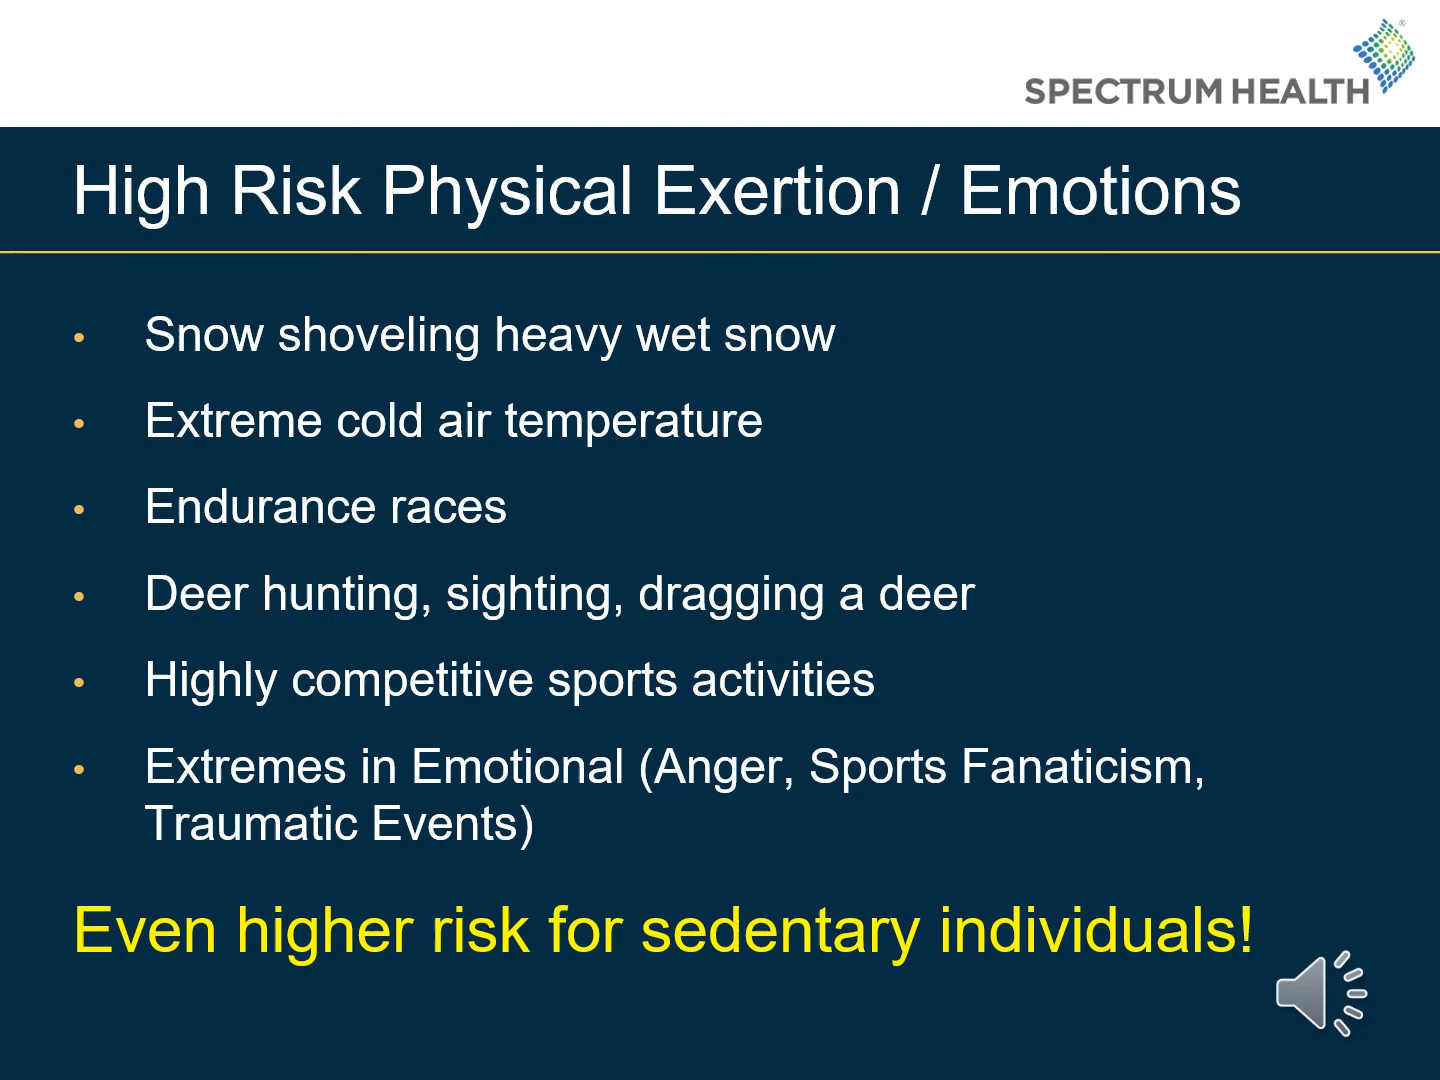 SPECTRUM HEALTH®
High Risk Physical Exertion / Emotions
• Snow shoveling heavy wet snow
• Extreme cold air temperature
• Endurance races
• Deer hunting, sighting, dragging a deer
• Highly competitive sports activities
• Extremes in Emotional (Anger, Sports Fanaticism,
Traumatic Events)
Even higher risk for sedentary individuals!